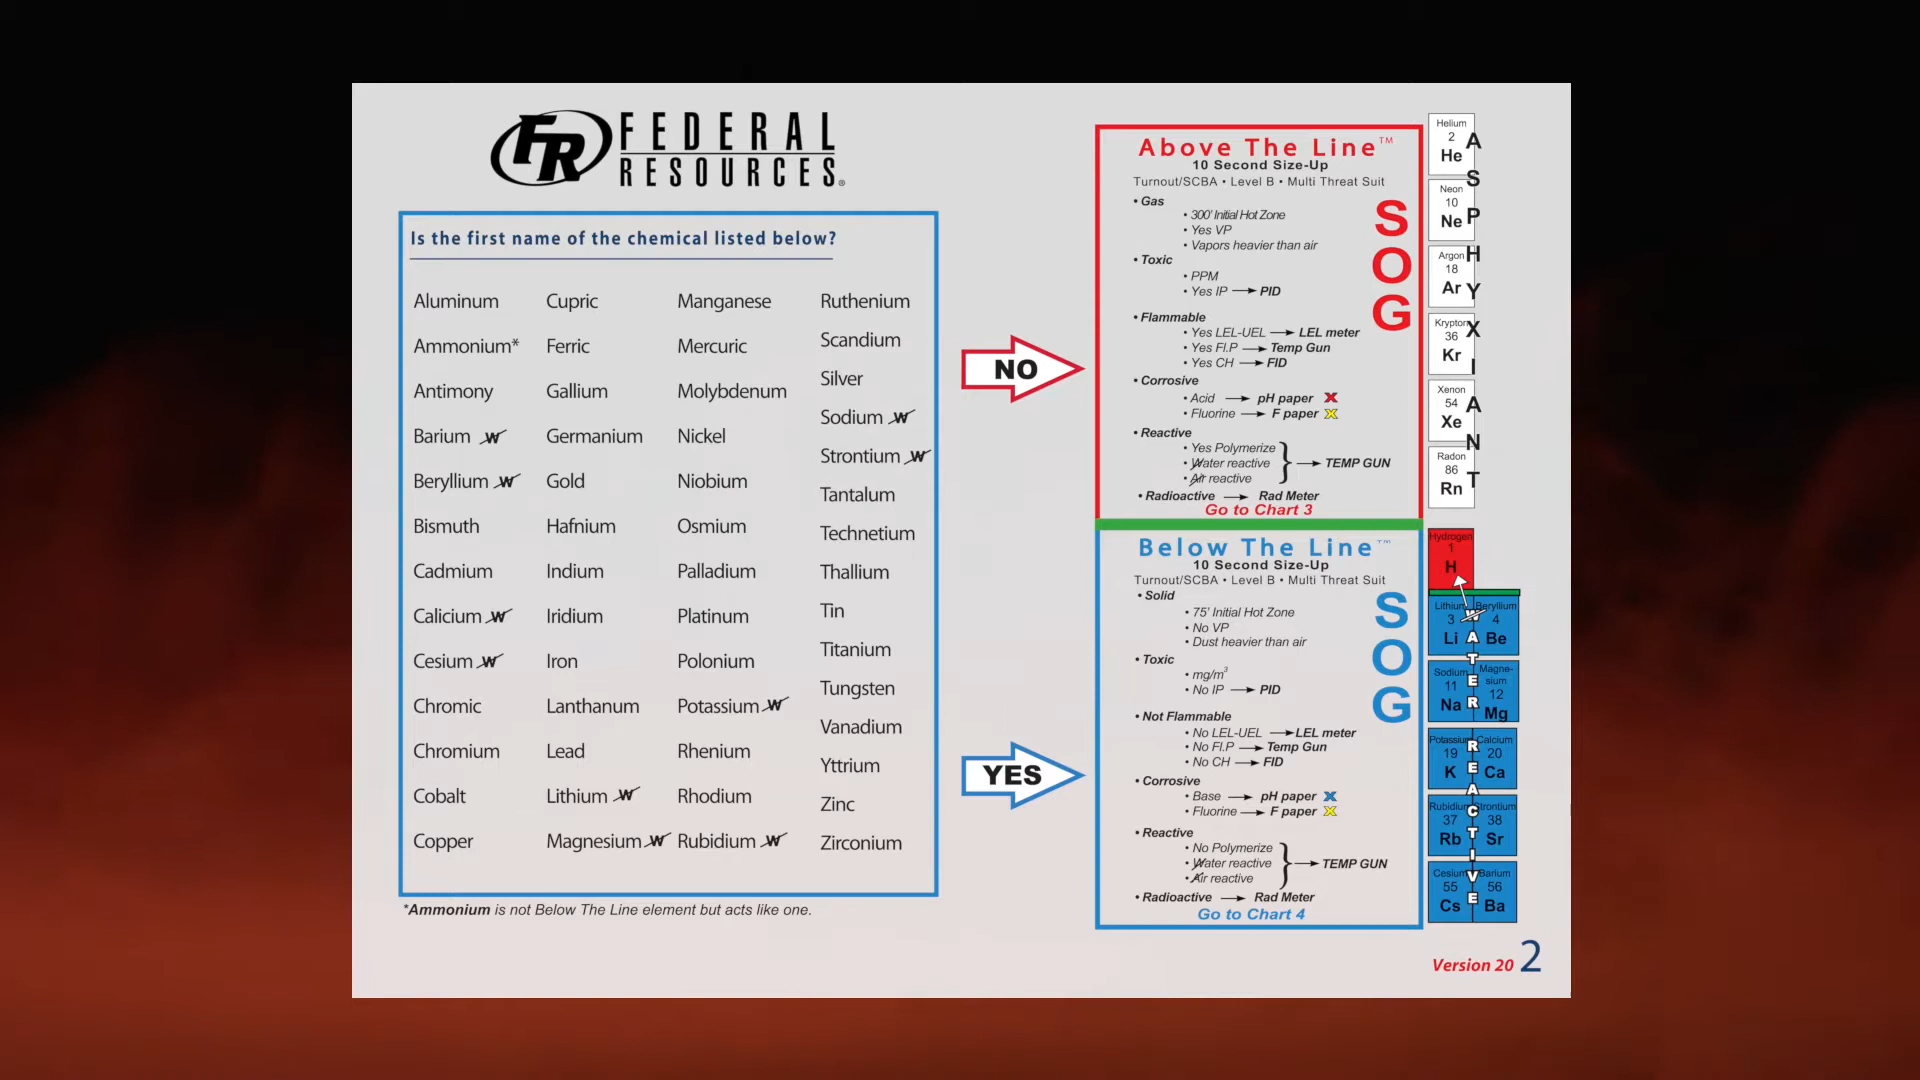 FR FEDERAL
RESOURCES®
Is the first name of the chemical listed below?
Aluminum
Ammonium*
Antimony
Barium W
Beryllium W
Bismuth
Cadmium
Calicium W
Cesium W
Chromic
Chromium
Cobalt
Copper
Cupric
Ferric
Gallium
Germanium
Gold
Hafnium
Indium
Iridium
Iron
Lanthanum
Lead
Lithium W
Magnesium W
Manganese
Mercuric
Molybdenum
Nickel
Niobium
Osmium
Palladium
Platinum
Polonium
Potassium W
Rhenium
Rhodium
Rubidium W
Ruthenium
Scandium
Silver
Sodium W
Strontium W
Tantalum
Technetium
Thallium
Tin
Titanium
Tungsten
Vanadium
Yttrium
Zinc
Zirconium
*Ammonium is not Below The Line element but acts like one.
NO
YES
Above The Line™
10 Second Size-Up
Turnout/SCBA • Level B • Multi Threat Suit
• Gas
• 300' Initial Hot Zone
• Yes VP
• Vapors heavier than air
• Toxic
• PPM
• Yes IP → PID
• Flammable
• Yes LEL-UEL → LEL meter
• Yes Fl.P → Temp Gun
• Yes CH → FID
• Corrosive
• Acid → pH paper X
• Fluorine → F paper X
• Reactive
• Yes Polymerize
• Water reactive
• Air reactive
→ TEMP GUN
• Radioactive → Rad Meter
Go to Chart 3
SOG
Below The Line™
10 Second Size-Up
Turnout/SCBA • Level B • Multi Threat Suit
• Solid
• 75' Initial Hot Zone
• No VP
• Dust heavier than air
• Toxic
• mg/m³
• No IP → PID
• Not Flammable
• No LEL-UEL → LEL meter
• No Fl.P → Temp Gun
• No CH → FID
• Corrosive
• Base → pH paper X
• Fluorine → F paper X
• Reactive
• No Polymerize
• Water reactive
• Air reactive
→ TEMP GUN
• Radioactive → Rad Meter
Go to Chart 4
SOG
Helium
2
He
Neon
10
Ne
Argon
18
Ar
Krypton
36
Kr
Xenon
54
Xe
Radon
86
Rn
ASPHYXIANT
Hydrogen
1
H
Lithium
3
Li
Beryllium
4
Be
Sodium
11
Na
Magne-
sium
12
Mg
Potassium
19
K
Calcium
20
Ca
Rubidium
37
Rb
Strontium
38
Sr
Cesium
55
Cs
Barium
56
Ba
WATER REACTIVE
Version 20 2